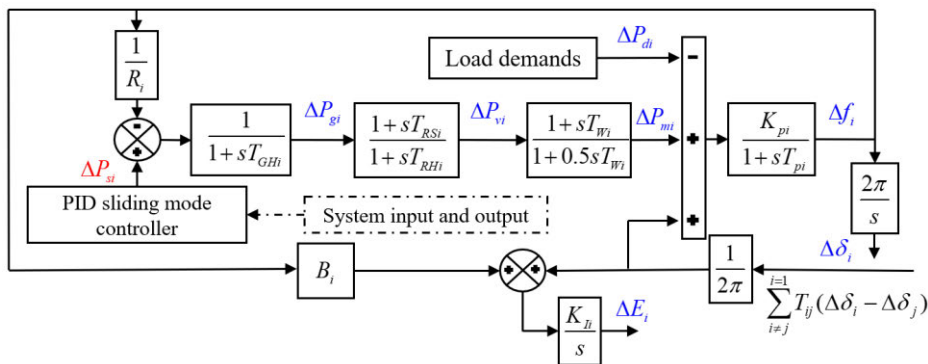 1/R_i
Load demands
ΔP_di
-
-
+
ΔP_si
1/(1+sT_GHi)
ΔP_gi
(1+sT_RSi)/(1+sT_RHi)
ΔP_vi
(1+sT_Wi)/(1+0.5sT_Wi)
ΔP_mi
+
+
K_pi/(1+sT_pi)
Δf_i
2π/s
Δδ_i
PID sliding mode
controller
System input and output
B_i
+ +
1/2π
\sum_{i≠j}^{i=1} T_ij(Δδ_i − Δδ_j)
K_Ii/s
ΔE_i